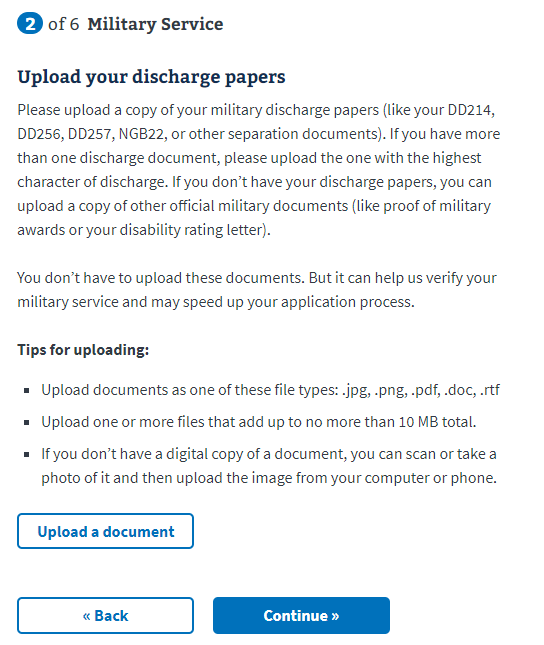 2 of 6 Military Service
Upload your discharge papers
Please upload a copy of your military discharge papers (like your DD214,
DD256, DD257, NGB22, or other separation documents). If you have more
than one discharge document, please upload the one with the highest
character of discharge. If you don’t have your discharge papers, you can
upload a copy of other official military documents (like proof of military
awards or your disability rating letter).
You don’t have to upload these documents. But it can help us verify your
military service and may speed up your application process.
Tips for uploading:
▪ Upload documents as one of these file types: .jpg, .png, .pdf, .doc, .rtf
▪ Upload one or more files that add up to no more than 10 MB total.
▪ If you don’t have a digital copy of a document, you can scan or take a
photo of it and then upload the image from your computer or phone.
Upload a document
« Back
Continue »